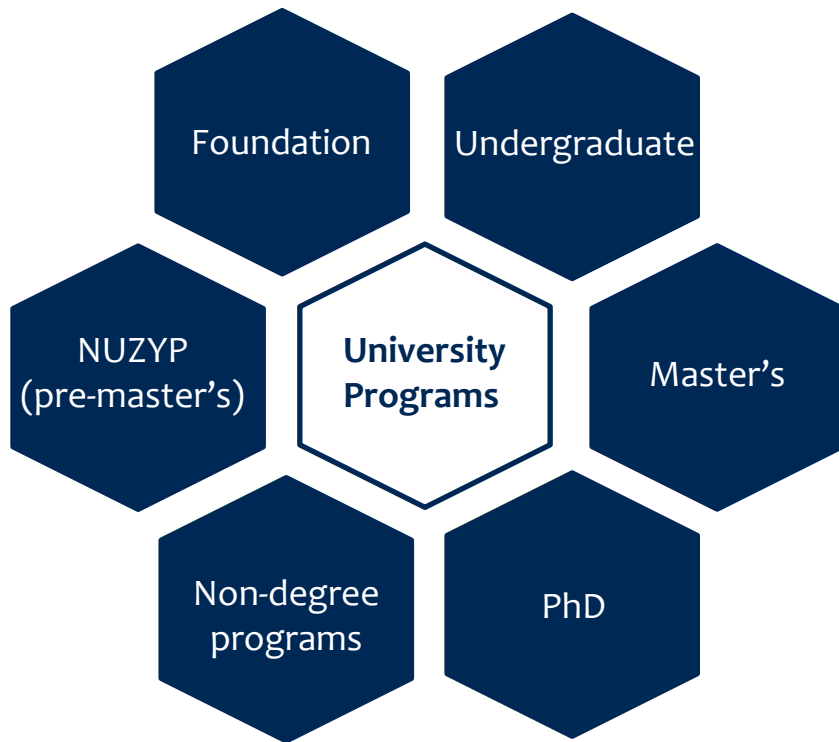 Foundation
Undergraduate
NUZYP
(pre-master’s)
University
Programs
Master’s
Non-degree
programs
PhD